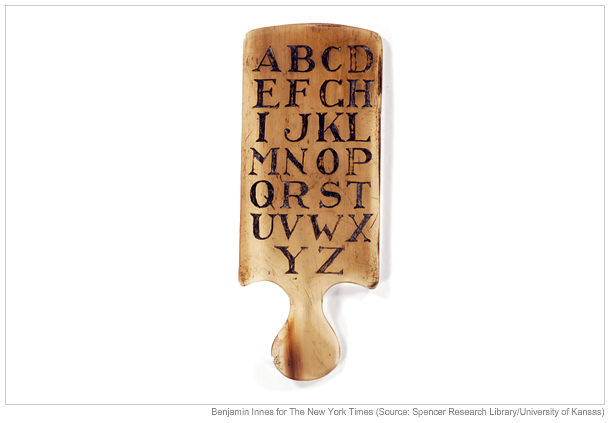 ABCD
EFGH
IJKL
MNOP
QRST
UVWX
YZ
Benjamin Innes for The New York Times (Source: Spencer Research Library/University of Kansas)